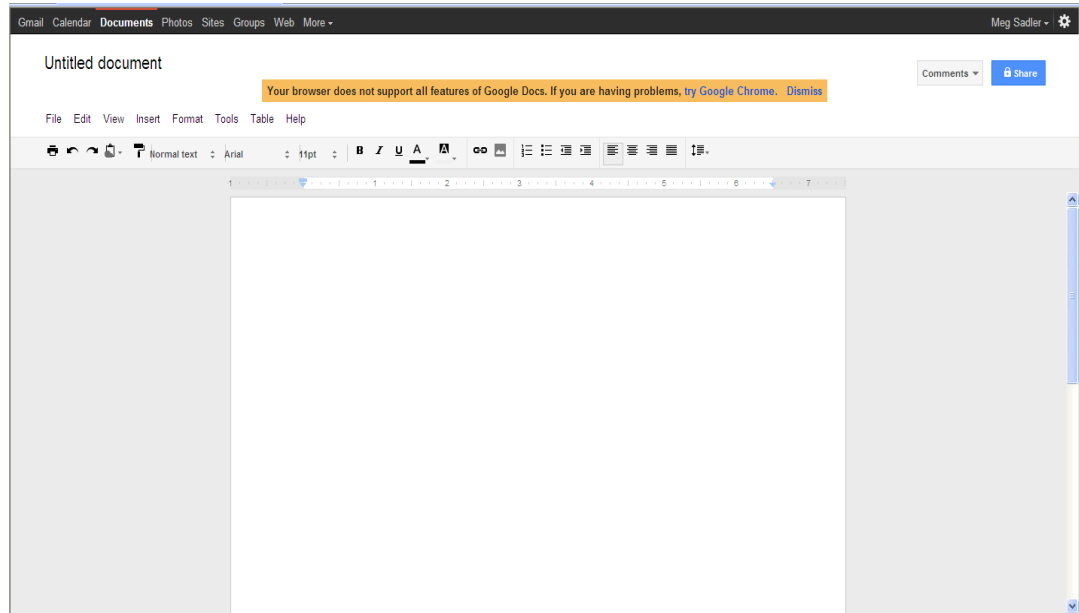 Gmail Calendar Documents Photos Sites Groups Web More Meg Sadler
Untitled document
Comments Share
Your browser does not support all features of Google Docs. If you are having problems, try Google Chrome. Dismiss
File Edit View Insert Format Tools Table Help
Normal text Arial 11pt B I U A A
1 1 2 3 4 5 6 7